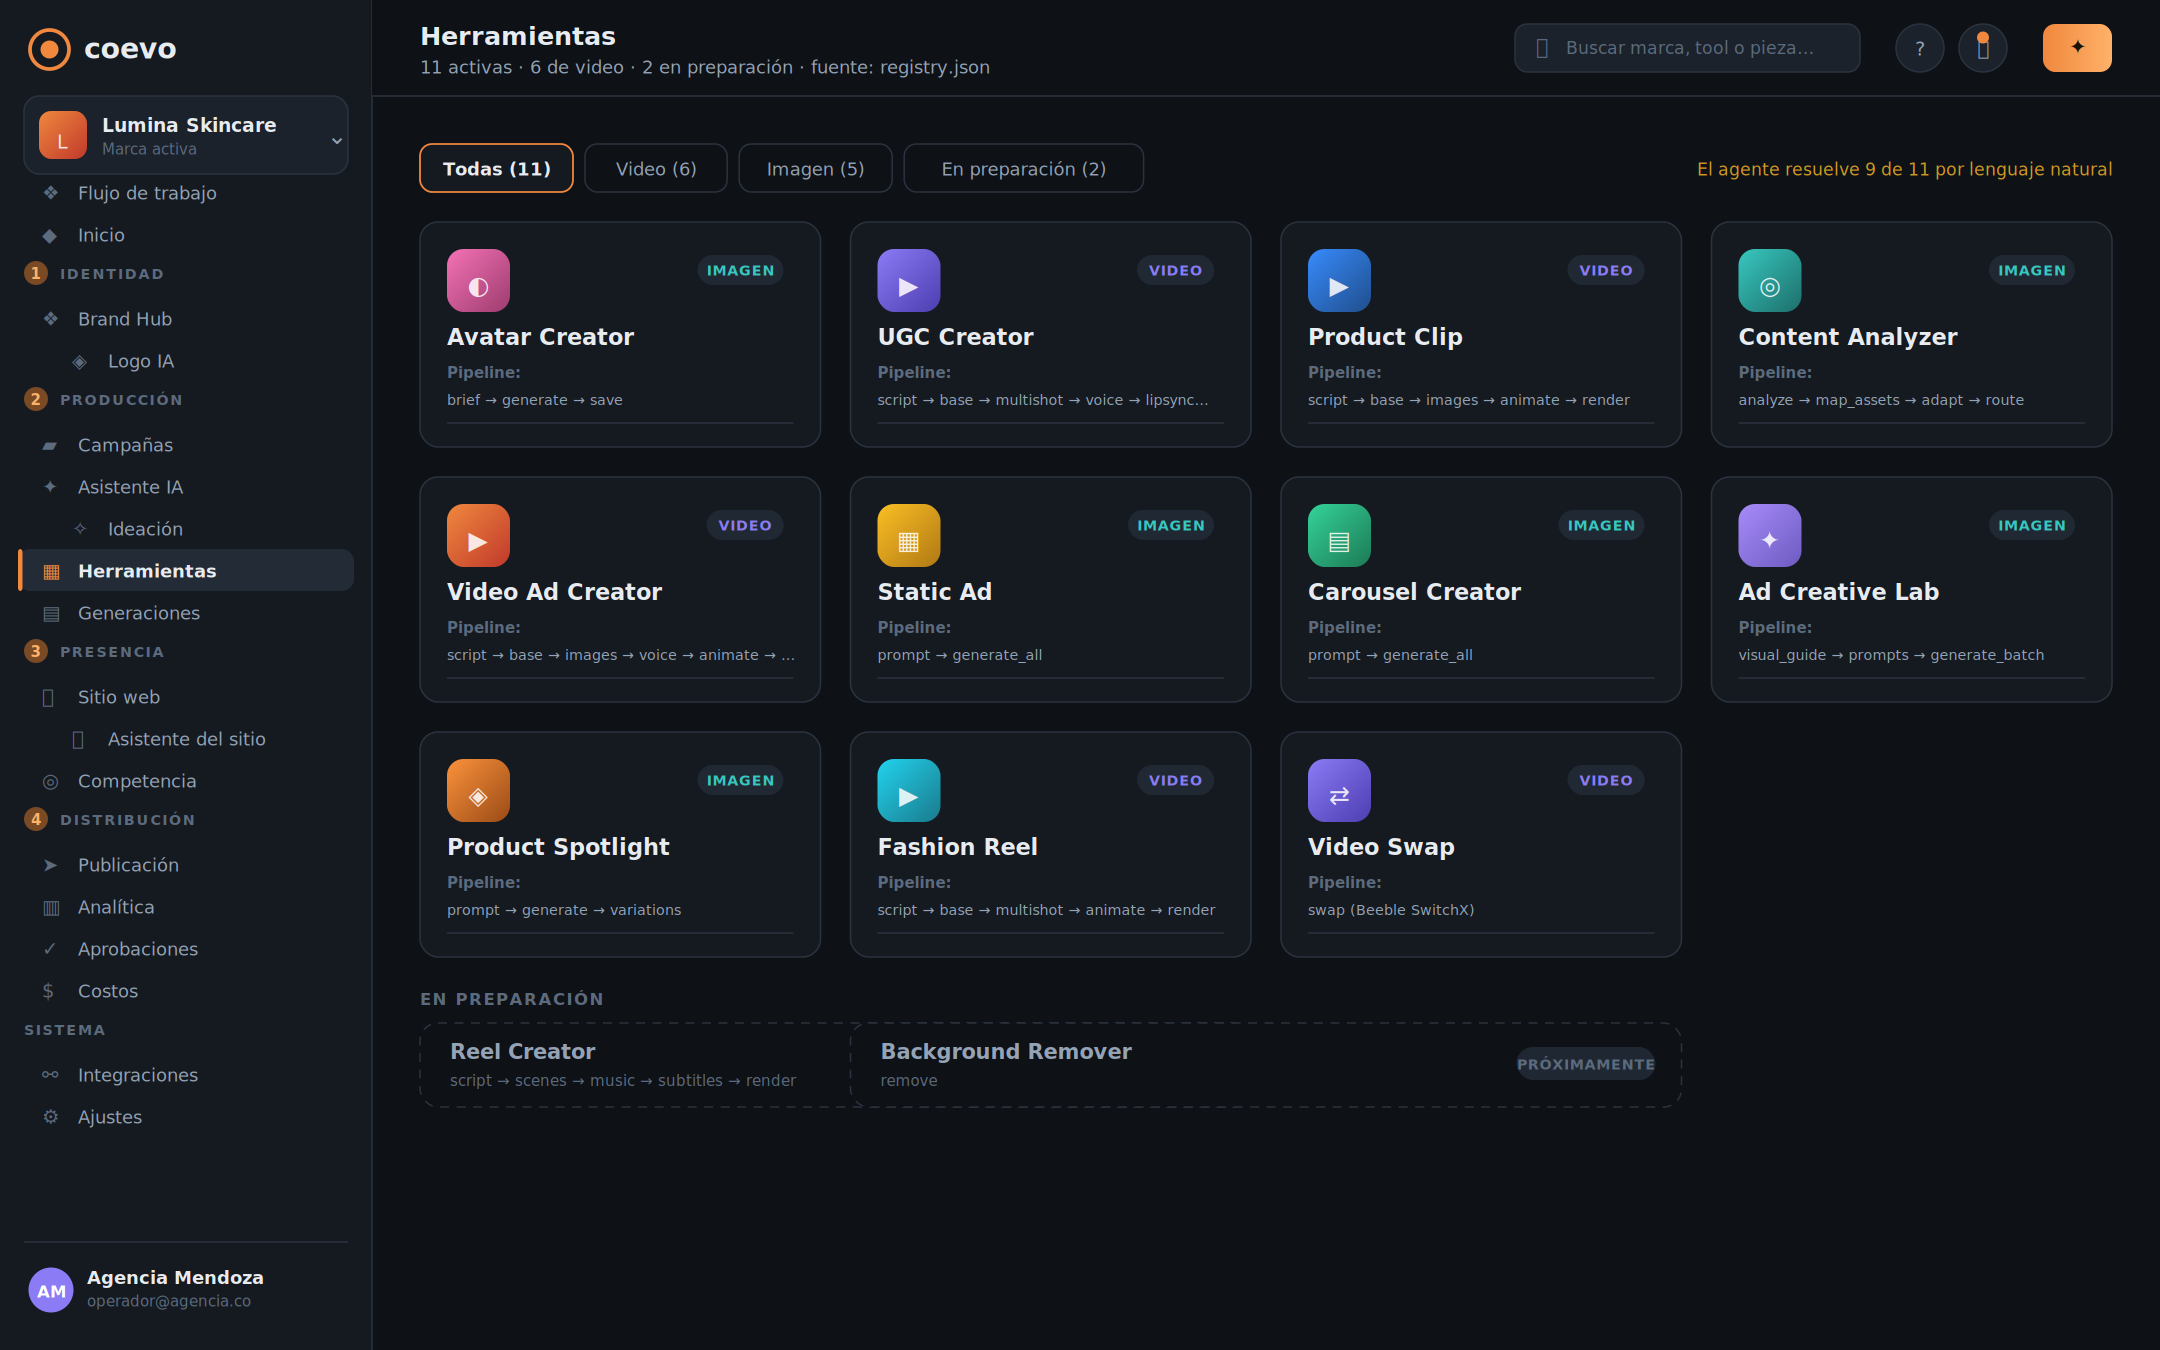 coevo
L
Lumina Skincare
Marca activa
Flujo de trabajo
Inicio
1 IDENTIDAD
Brand Hub
Logo IA
2 PRODUCCIÓN
Campañas
Asistente IA
Ideación
Herramientas
Generaciones
3 PRESENCIA
Sitio web
Asistente del sitio
Competencia
4 DISTRIBUCIÓN
Publicación
Analítica
Aprobaciones
$ Costos
SISTEMA
Integraciones
Ajustes
AM
Agencia Mendoza
operador@agencia.co
Herramientas
11 activas · 6 de video · 2 en preparación · fuente: registry.json
Buscar marca, tool o pieza...
?
Todas (11)
Video (6)
Imagen (5)
En preparación (2)
El agente resuelve 9 de 11 por lenguaje natural
IMAGEN
Avatar Creator
Pipeline:
brief → generate → save
VIDEO
UGC Creator
Pipeline:
script → base → multishot → voice → lipsync...
VIDEO
Product Clip
Pipeline:
script → base → images → animate → render
IMAGEN
Content Analyzer
Pipeline:
analyze → map_assets → adapt → route
VIDEO
Video Ad Creator
Pipeline:
script → base → images → voice → animate → ...
IMAGEN
Static Ad
Pipeline:
prompt → generate_all
IMAGEN
Carousel Creator
Pipeline:
prompt → generate_all
IMAGEN
Ad Creative Lab
Pipeline:
visual_guide → prompts → generate_batch
IMAGEN
Product Spotlight
Pipeline:
prompt → generate → variations
VIDEO
Fashion Reel
Pipeline:
script → base → multishot → animate → render
VIDEO
Video Swap
Pipeline:
swap (Beeble SwitchX)
EN PREPARACIÓN
Reel Creator
script → scenes → music → subtitles → render
Background Remover
remove
PRÓXIMAMENTE